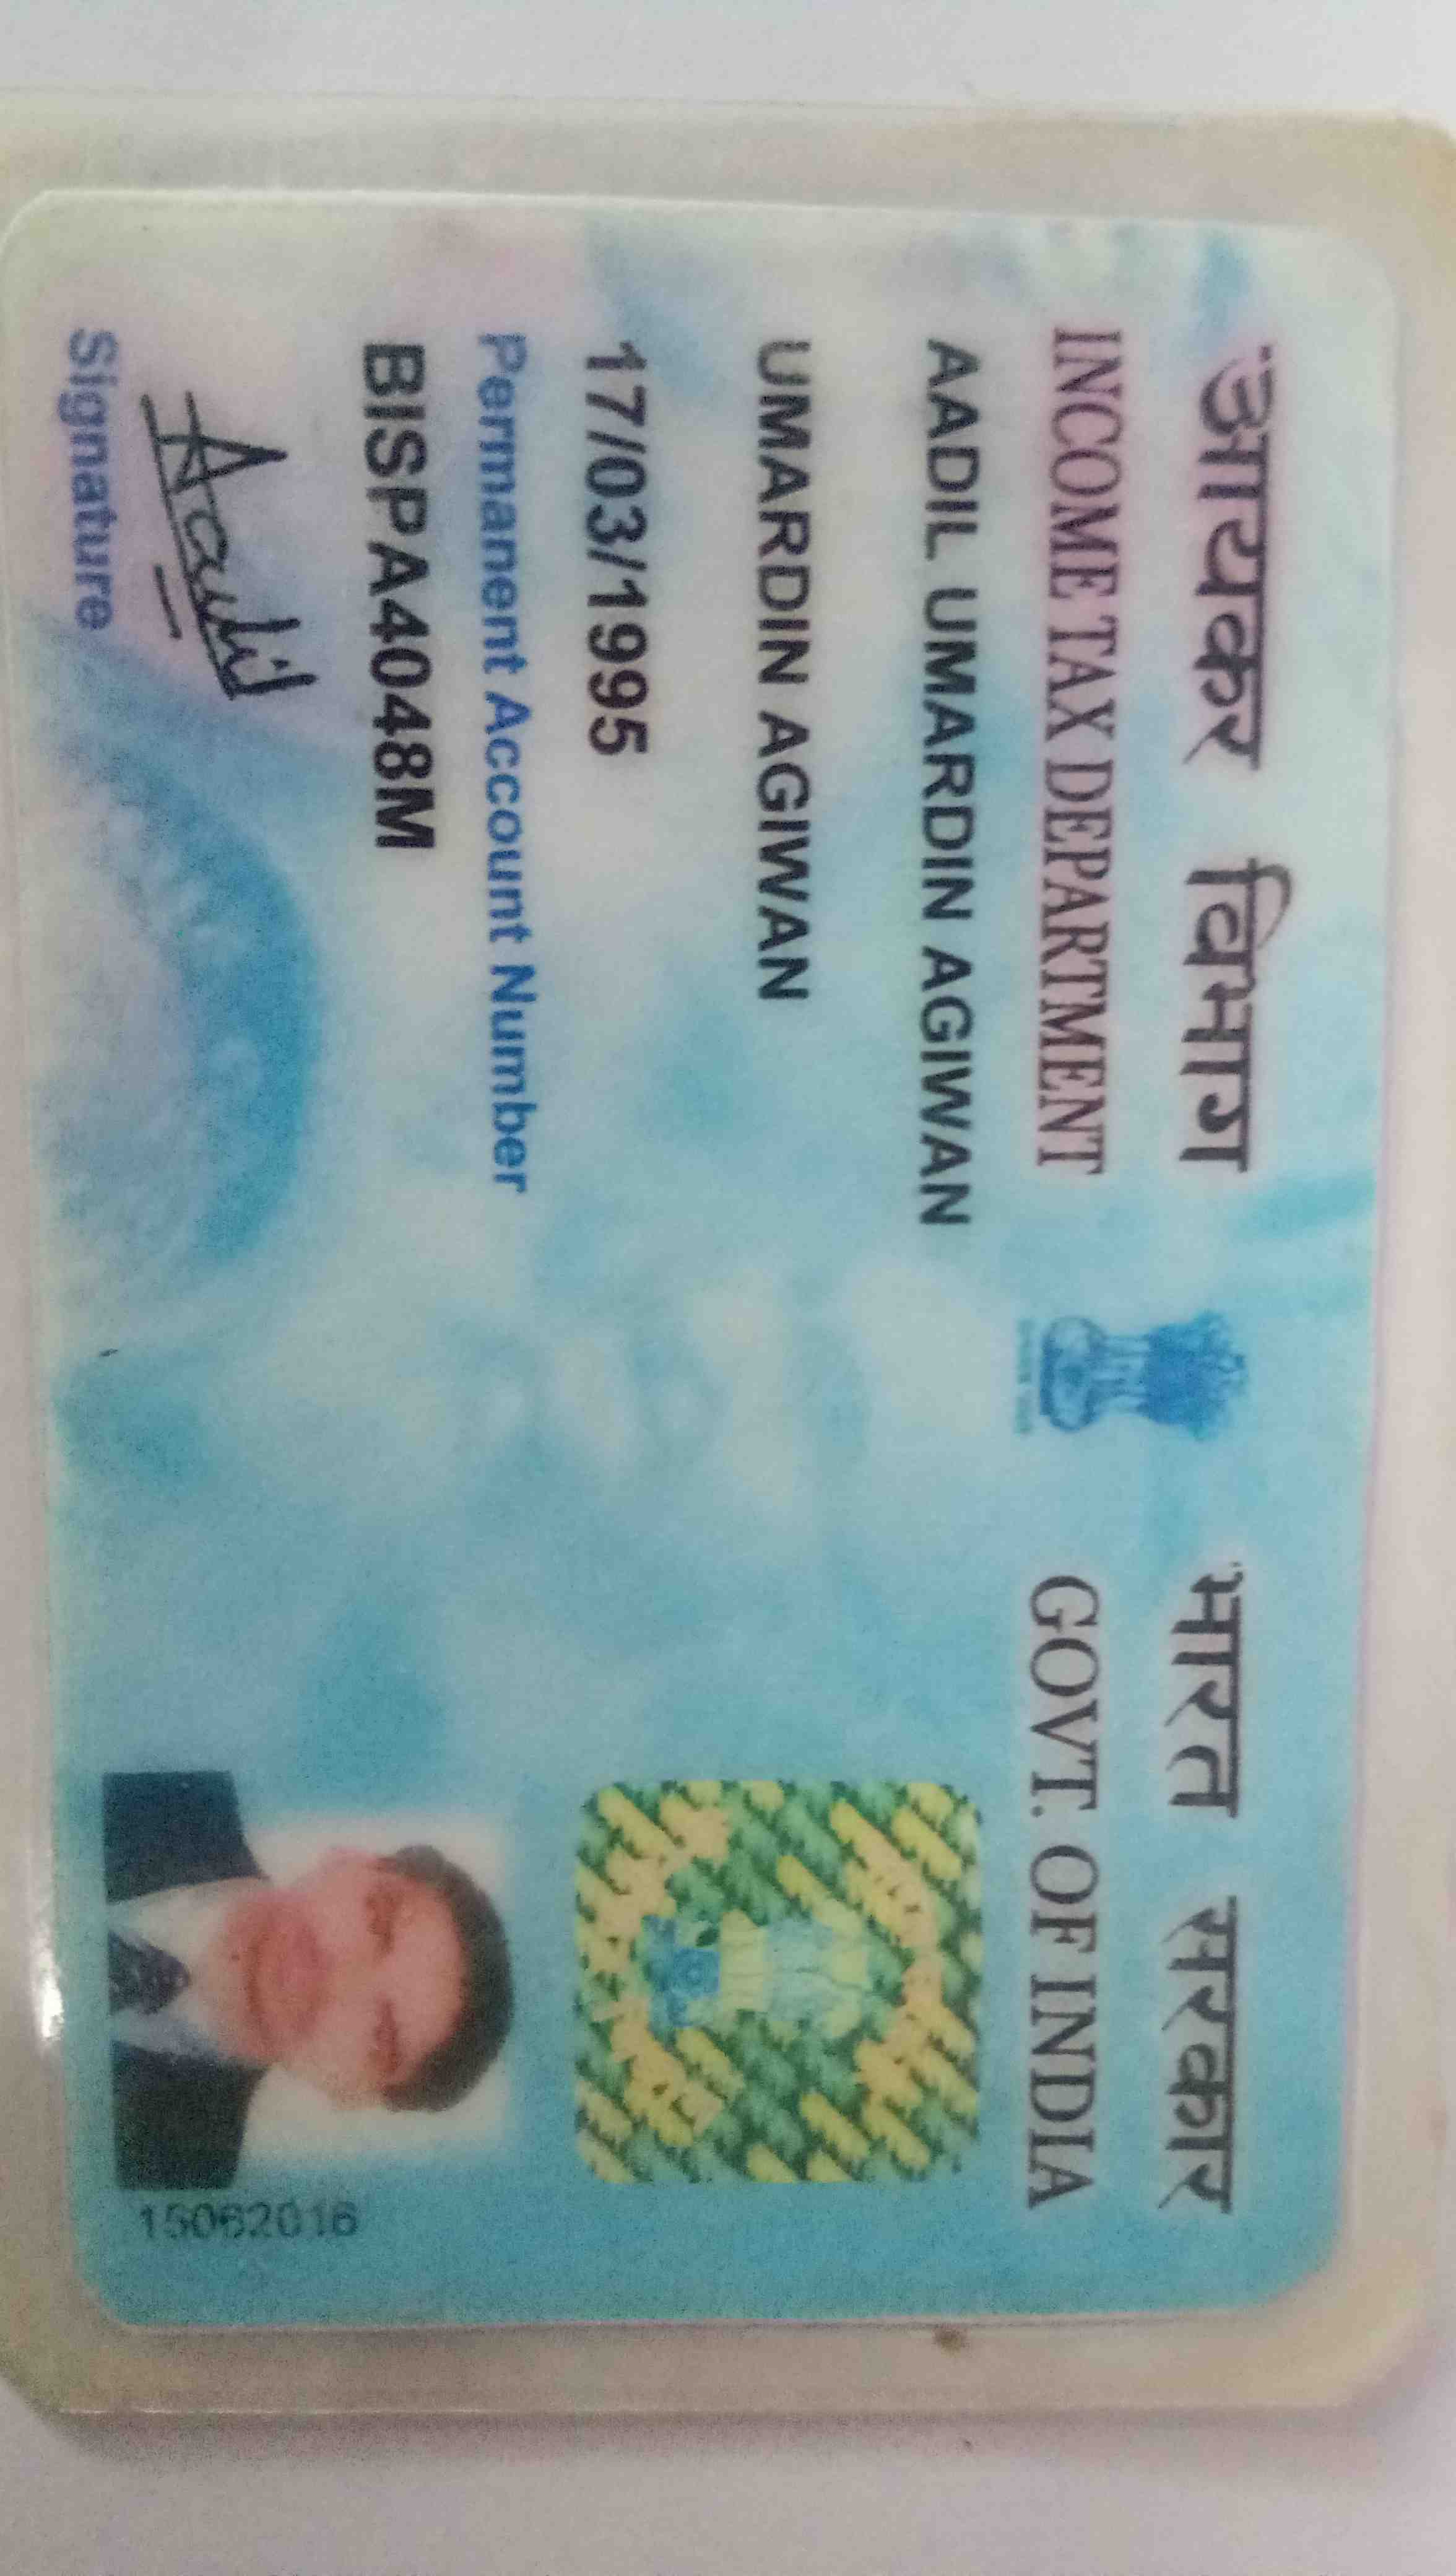 आयकर विभाग
INCOME TAX DEPARTMENT
भारत सरकार
GOVT. OF INDIA
AADIL UMARDIN AGIWAN
UMARDIN AGIWAN
17/03/1995
Permanent Account Number
BISPA4048M
Aadil
Signature
15062016